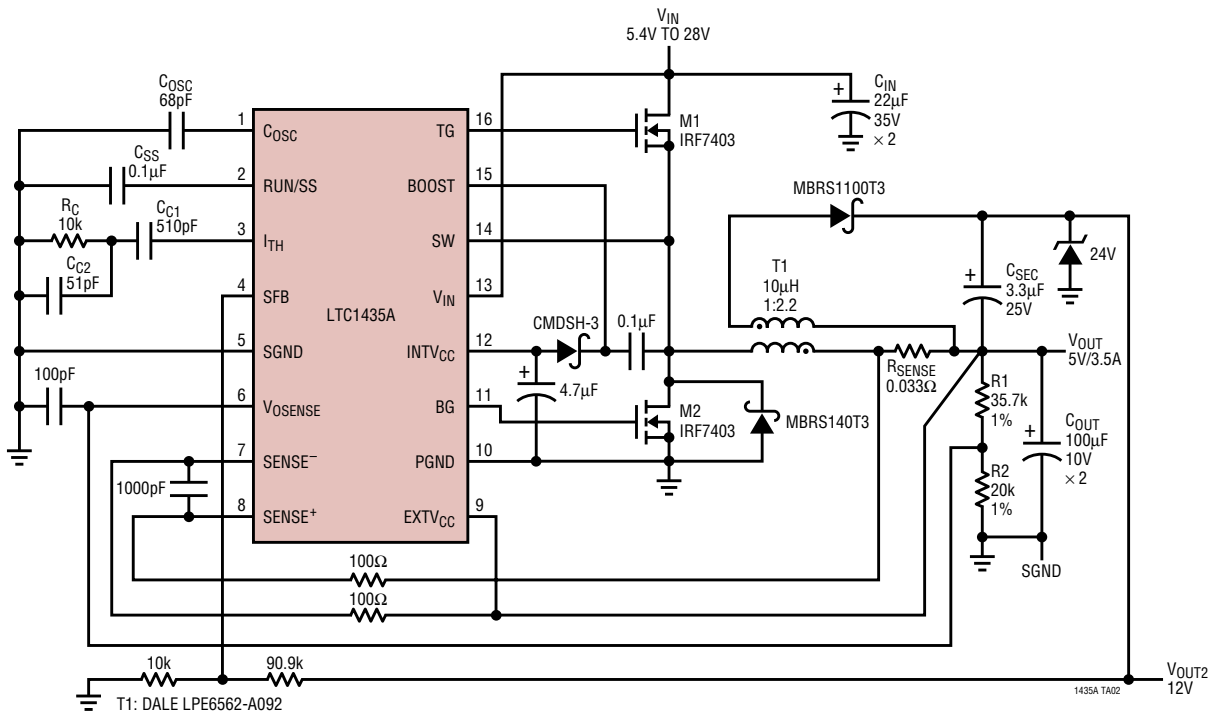 VIN
5.4V TO 28V
COSC
68pF
CSS
0.1µF
RC
10k
CC1
510pF
CC2
51pF
100pF
1000pF
1
2
3
4
5
6
7
8
COSC
RUN/SS
ITH
SFB
SGND
VOSENSE
SENSE–
SENSE+
LTC1435A
TG
BOOST
SW
VIN
INTVCC
BG
PGND
EXTVCC
16
15
14
13
12
11
10
9
M1
IRF7403
+
CIN
22µF
35V
× 2
MBRS1100T3
24V
+
CSEC
3.3µF
25V
T1
10µH
1:2.2
CMDSH-3
0.1µF
+
4.7µF
RSENSE
0.033Ω
VOUT
5V/3.5A
M2
IRF7403
MBRS140T3
R1
35.7k
1%
R2
20k
1%
+
COUT
100µF
10V
× 2
SGND
100Ω
100Ω
10k
90.9k
VOUT2
12V
1435A TA02
T1: DALE LPE6562-A092